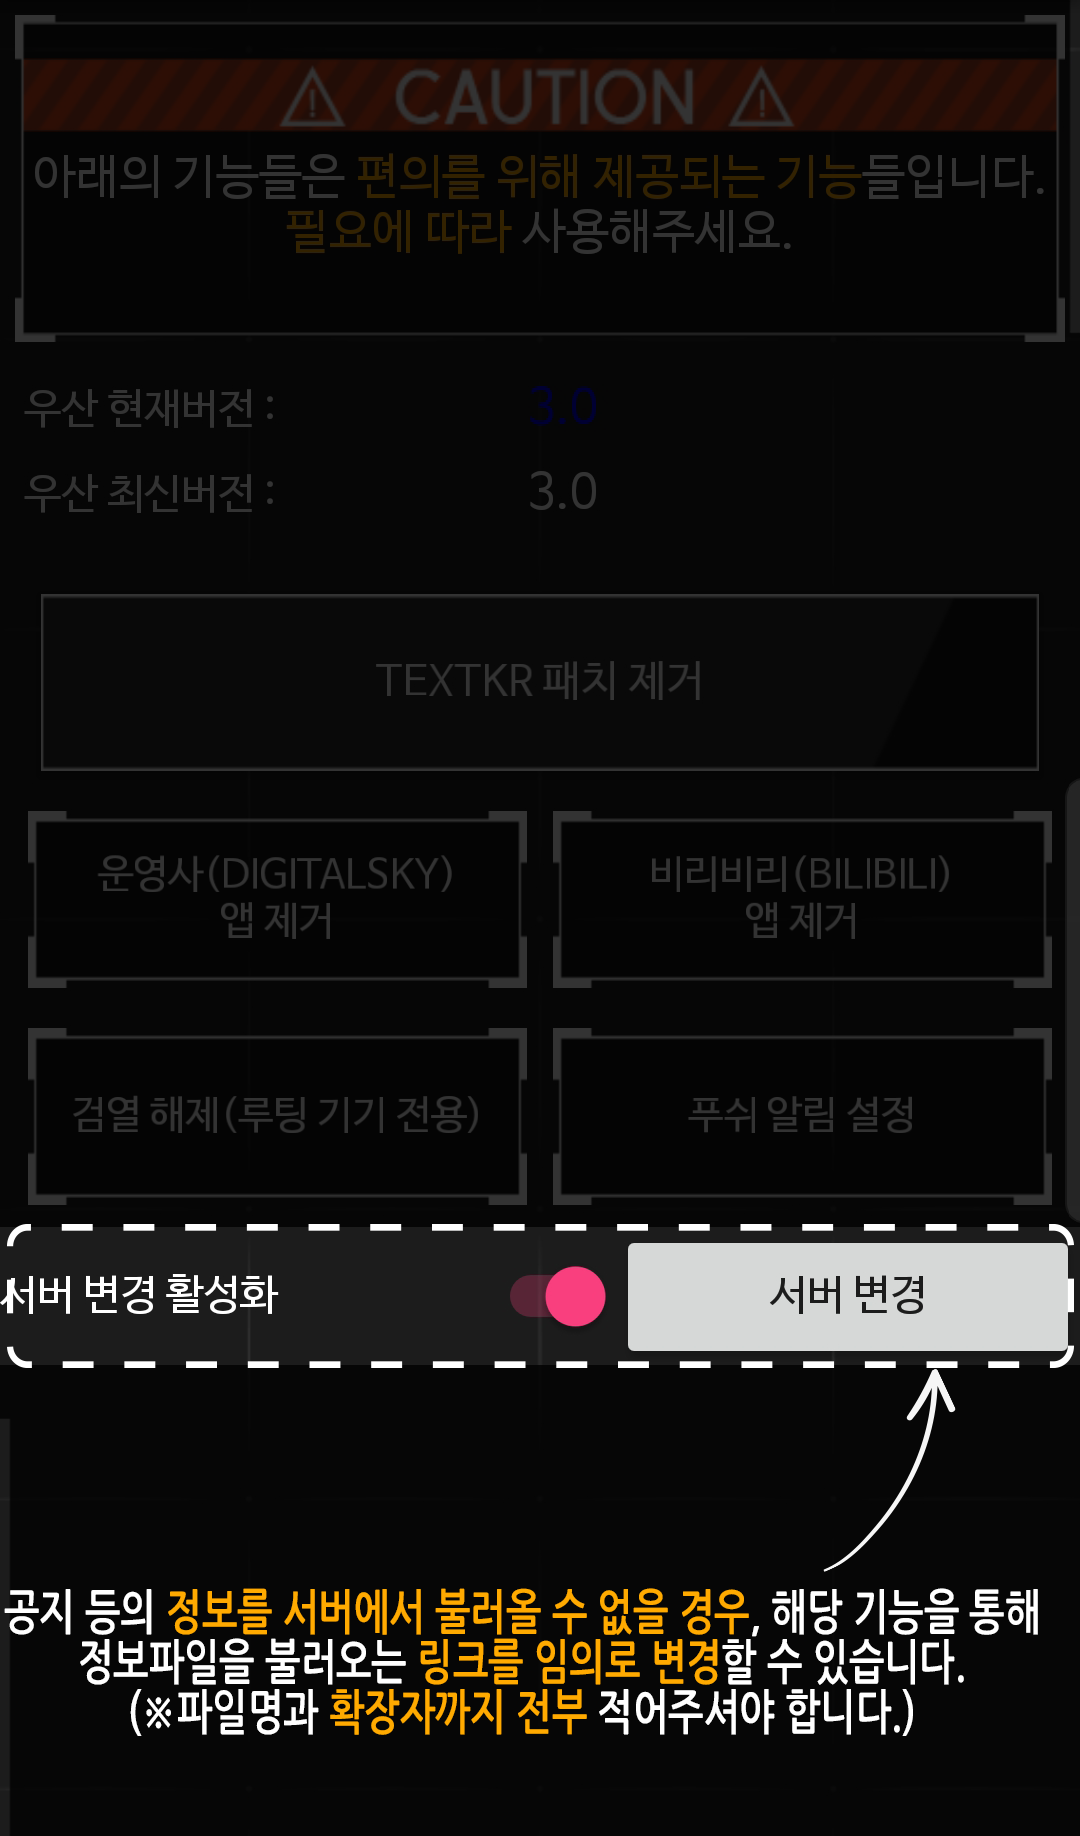 CAUTION
아래의 기능들은 편의를 위해 제공되는 기능들입니다.
필요에 따라 사용해주세요.
우산 현재버전 : 3.0
우산 최신버전 : 3.0
TEXTKR 패치 제거
운영사(DIGITALSKY)
앱 제거
비리비리(BILIBILI)
앱 제거
검열 해제(루팅 기기 전용)
푸쉬 알림 설정
서버 변경 활성화
서버 변경
공지 등의 정보를 서버에서 불러올 수 없을 경우, 해당 기능을 통해
정보파일을 불러오는 링크를 임의로 변경할 수 있습니다.
(※파일명과 확장자까지 전부 적어주셔야 합니다.)